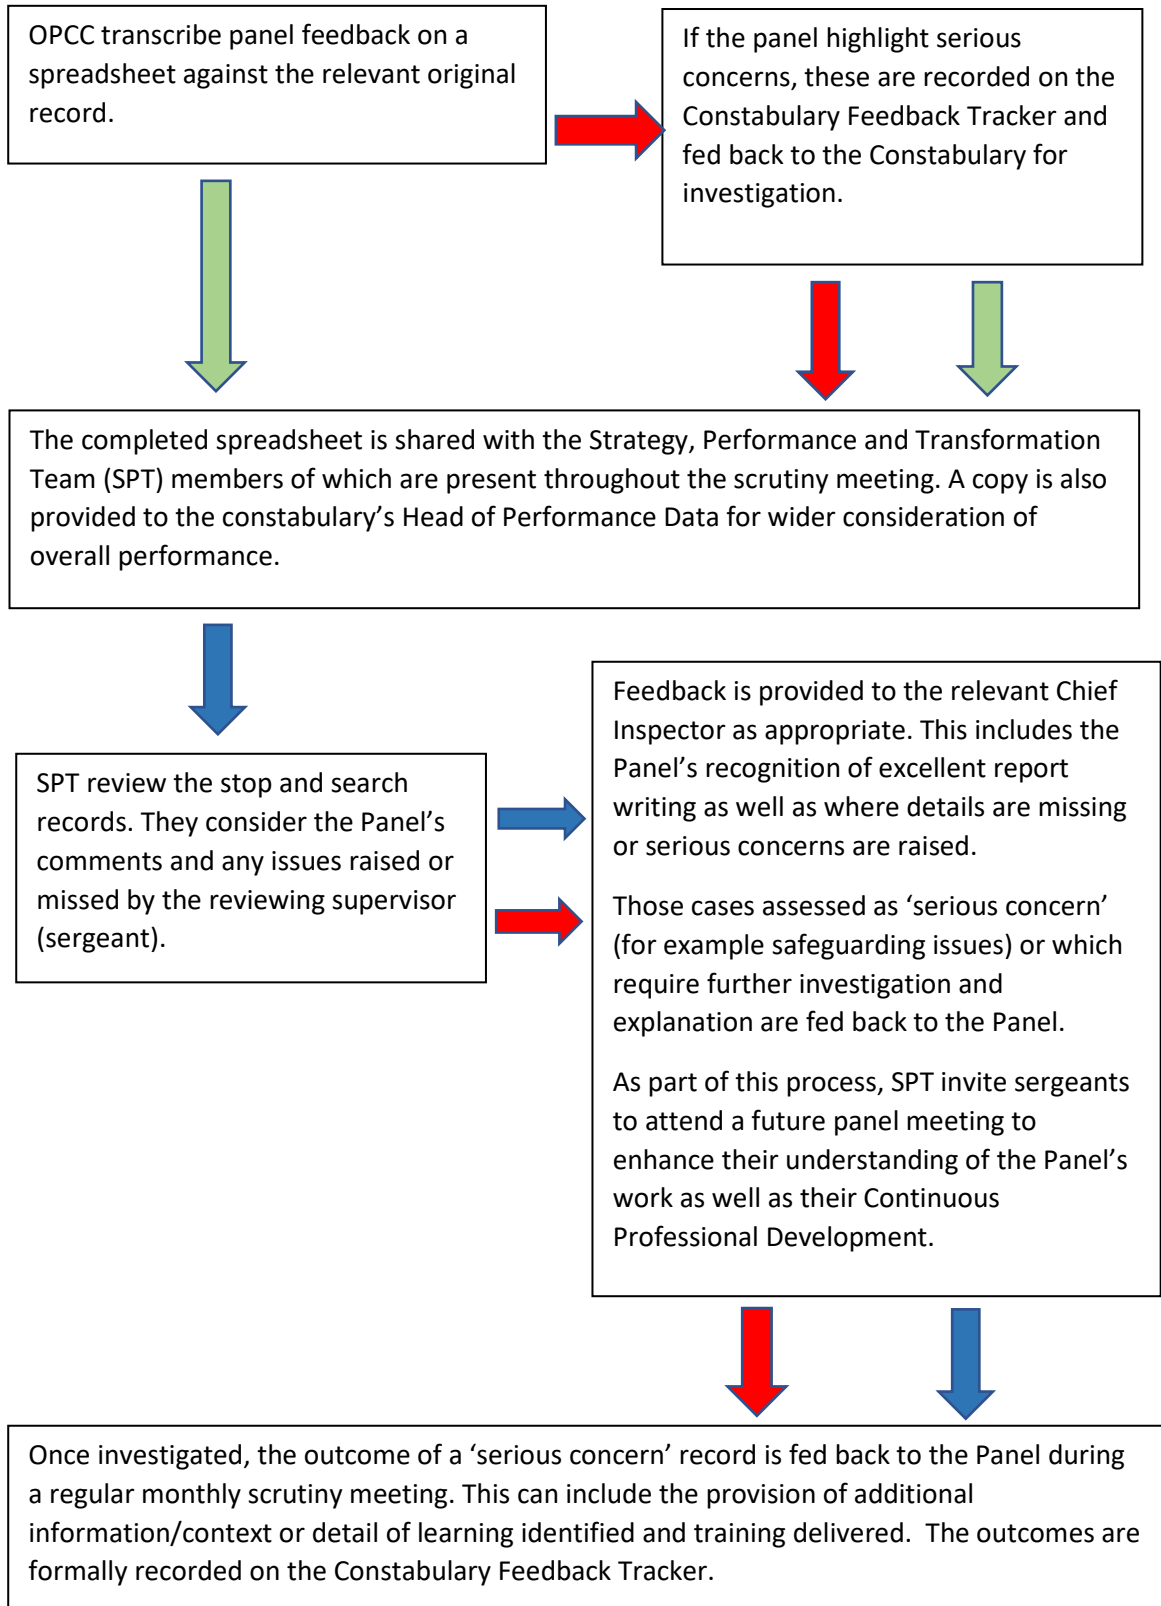 OPCC transcribe panel feedback on a
spreadsheet against the relevant original
record.
If the panel highlight serious
concerns, these are recorded on the
Constabulary Feedback Tracker and
fed back to the Constabulary for
investigation.
The completed spreadsheet is shared with the Strategy, Performance and Transformation
Team (SPT) members of which are present throughout the scrutiny meeting. A copy is also
provided to the constabulary’s Head of Performance Data for wider consideration of
overall performance.
SPT review the stop and search
records. They consider the Panel’s
comments and any issues raised or
missed by the reviewing supervisor
(sergeant).
Feedback is provided to the relevant Chief
Inspector as appropriate. This includes the
Panel’s recognition of excellent report
writing as well as where details are missing
or serious concerns are raised.
Those cases assessed as ‘serious concern’
(for example safeguarding issues) or which
require further investigation and
explanation are fed back to the Panel.
As part of this process, SPT invite sergeants
to attend a future panel meeting to
enhance their understanding of the Panel’s
work as well as their Continuous
Professional Development.
Once investigated, the outcome of a ‘serious concern’ record is fed back to the Panel during
a regular monthly scrutiny meeting. This can include the provision of additional
information/context or detail of learning identified and training delivered.  The outcomes are
formally recorded on the Constabulary Feedback Tracker.